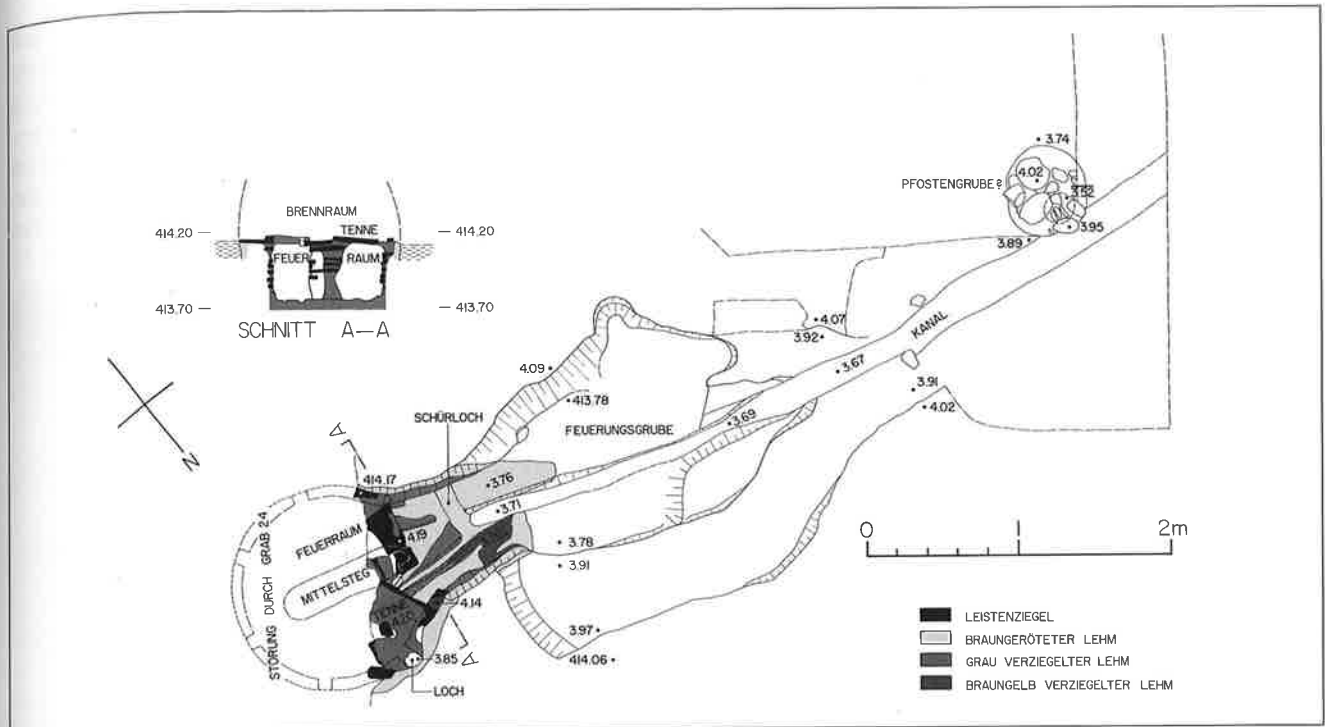 3.74
PFOSTENGRUBE?
4.02
3.95
3.89
BRENNRAUM
TENNE
414,20
414,20
FEUER
RAUM
413,70
413,70
SCHNITT A—A
4.07
3.92
KANAL
3.67
4.09
413.78
3.91
4.02
SCHÜRLOCH
FEUERUNGSGRUBE
3.69
N
A
414.17
3.76
3.71
FEUERRAUM
4.19
MITTELSTEG
STÖRUNG DURCH GRAB 24
3.78
3.91
0 1 2m
TENNE
4.14
A
3.97
414.06
3.85
LOCH
LEISTENZIEGEL
BRAUNGERÖTETER LEHM
GRAU VERZIEGELTER LEHM
BRAUNGELB VERZIEGELTER LEHM